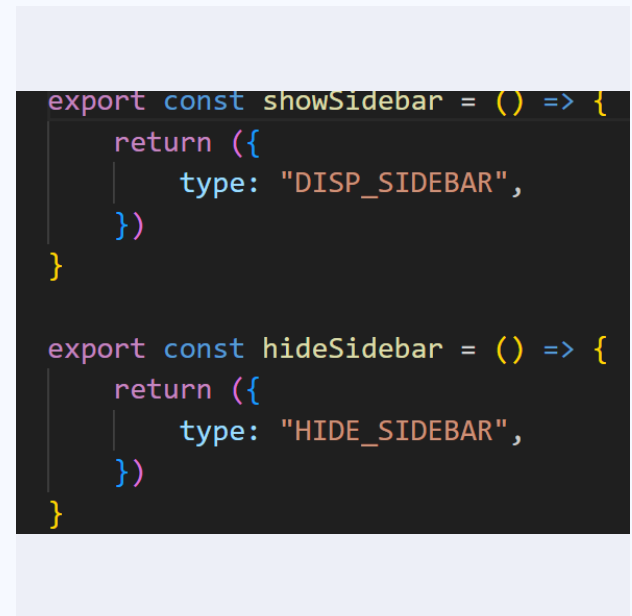 export const showSidebar = () => {
    return ({
        type: "DISP_SIDEBAR",
    })
}

export const hideSidebar = () => {
    return ({
        type: "HIDE_SIDEBAR",
    })
}